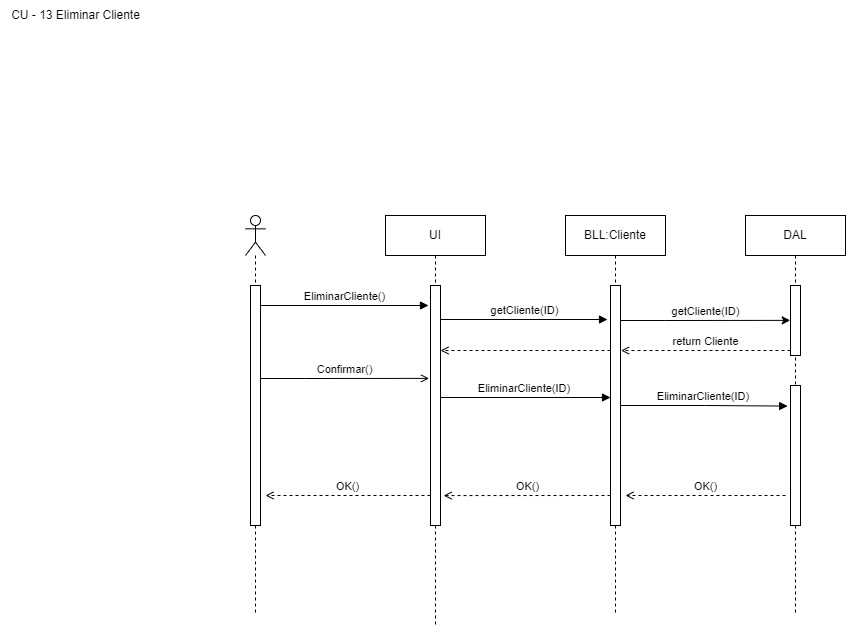 CU - 13 Eliminar Cliente
UI
BLL:Cliente
DAL
EliminarCliente()
getCliente(ID)
getCliente(ID)
return Cliente
Confirmar()
EliminarCliente(ID)
EliminarCliente(ID)
OK()
OK()
OK()